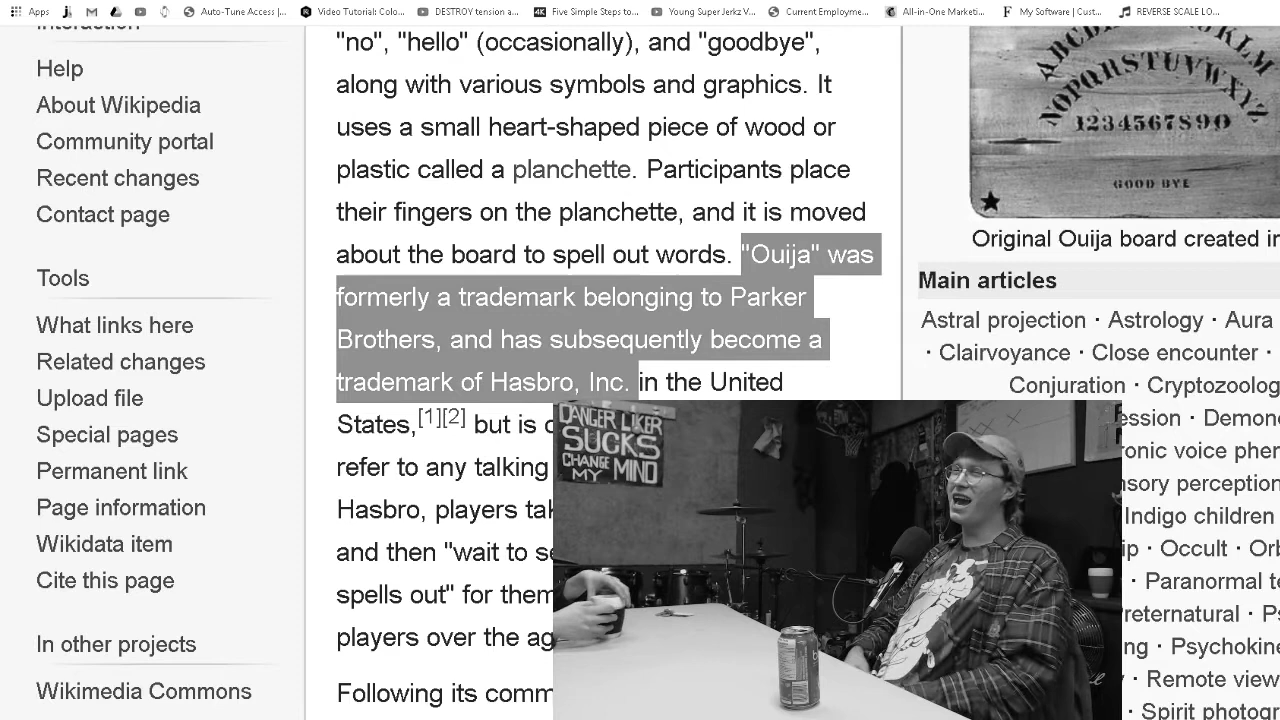 Apps
Auto-Tune Access |...
Video Tutorial: Colo...
DESTROY tension a...
Five Simple Steps to...
Young Super Jerkz V...
Current Employme...
All-in-One Marketi...
My Software | Cust...
REVERSE SCALE LO...
Interaction
Help
About Wikipedia
Community portal
Recent changes
Contact page
Tools
What links here
Related changes
Upload file
Special pages
Permanent link
Page information
Wikidata item
Cite this page
In other projects
Wikimedia Commons
"no", "hello" (occasionally), and "goodbye",
along with various symbols and graphics. It
uses a small heart-shaped piece of wood or
plastic called a planchette. Participants place
their fingers on the planchette, and it is moved
about the board to spell out words. "Ouija" was
formerly a trademark belonging to Parker
Brothers, and has subsequently become a
trademark of Hasbro, Inc. in the United
States,[1][2] but is
refer to any talking
Hasbro, players
and then "wait to
spells out" for them
players over the
Following its
ABCD JKLM
NOPQRSTUVWXYZ
1234567890
GOOD BYE
Original Ouija board created
Main articles
Astral projection · Astrology · Aura
· Clairvoyance · Close encounter ·
Conjuration ·
· 
· Occult ·
· Paranormal
·
·
· Remote
· Spirit
DANGER LIKER
SUCKS
CHANGE MIND
MY